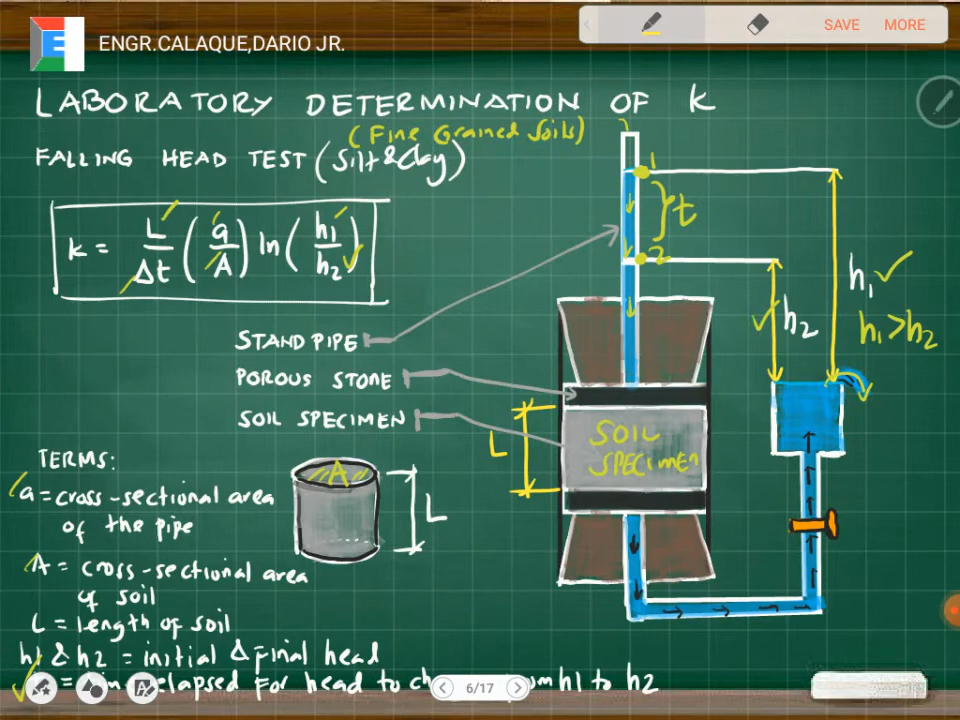 E ENGR.CALAQUE,DARIO JR.
SAVE MORE
LABORATORY DETERMINATION OF K
(Fine Grained Soils)
FALLING HEAD TEST (Silt & Clay)
k = L/Δt (a/A) ln (h1/h2)
1
} t
2
h1
h2
h1 > h2
STAND PIPE
POROUS STONE
SOIL SPECIMEN
L
SOIL
SPECIMEN
TERMS:
a = cross-sectional area
of the pipe
A
L
A = cross-sectional area
of soil
L = length of soil
h1 & h2 = initial & final head
elapsed for head to h1 to h2
6/17